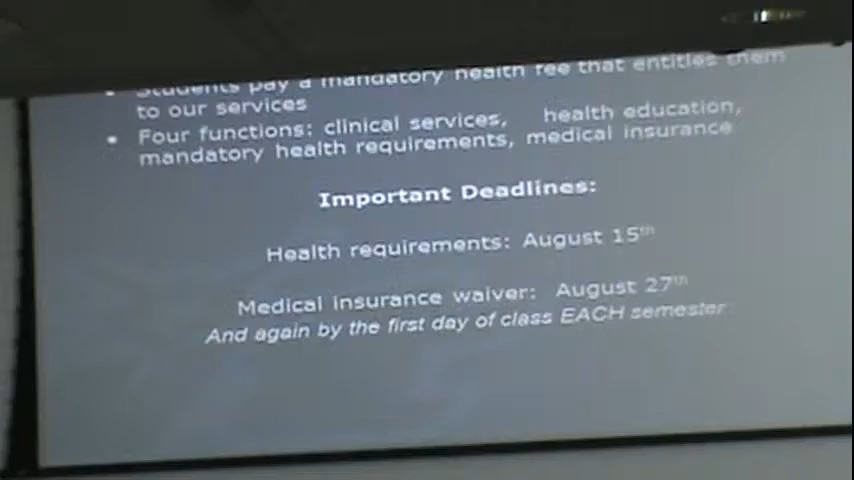 • Students pay a mandatory health fee that entitles them
to our services
• Four functions: clinical services, health education,
mandatory health requirements, medical insurance
Important Deadlines:
Health requirements: August 15th
Medical insurance waiver: August 27th
And again by the first day of class EACH semester